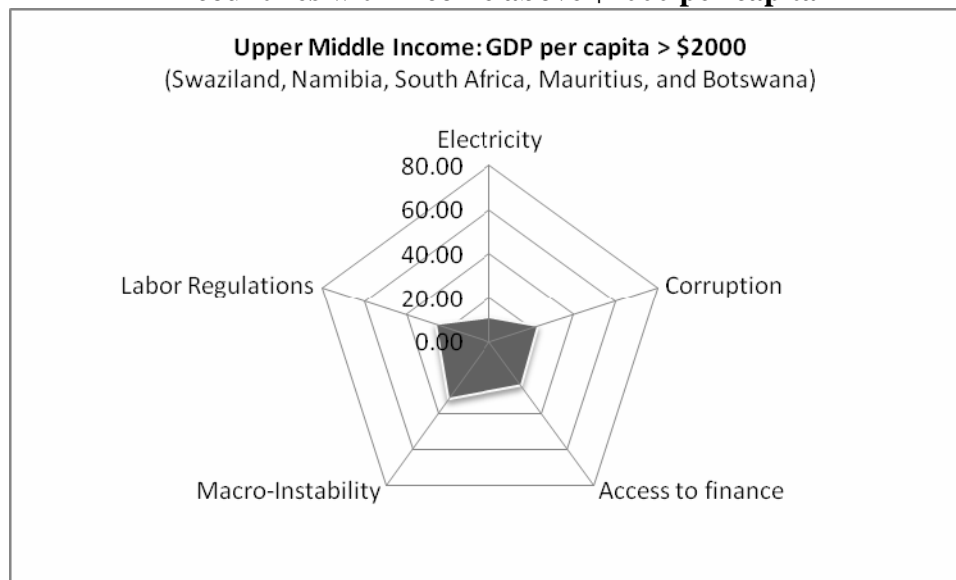 Upper Middle Income: GDP per capita > $2000
(Swaziland, Namibia, South Africa, Mauritius, and Botswana)
Electricity
80.00
60.00
40.00
20.00
0.00
Labor Regulations
Corruption
Macro-Instability
Access to finance